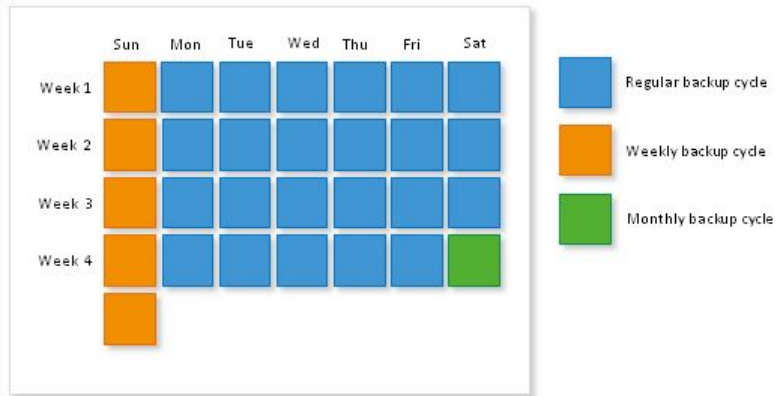 Sun Mon Tue Wed Thu Fri Sat
Week 1
Week 2
Week 3
Week 4
Regular backup cycle
Weekly backup cycle
Monthly backup cycle